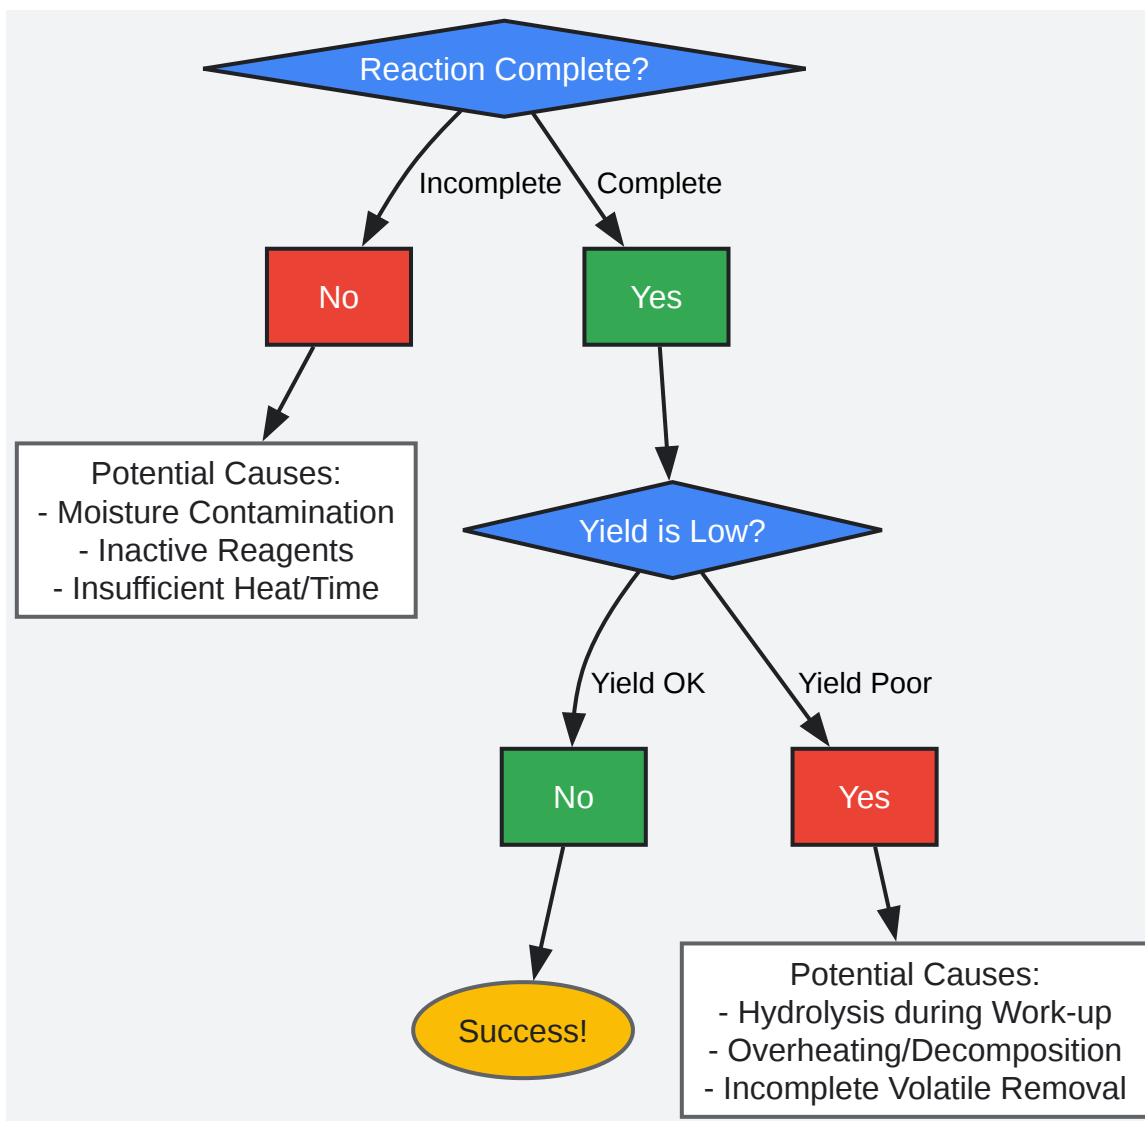 Reaction Complete?
Incomplete
Complete
No
Yes
Potential Causes:
- Moisture Contamination
- Inactive Reagents
- Insufficient Heat/Time
Yield is Low?
Yield OK
Yield Poor
No
Yes
Success!
Potential Causes:
- Hydrolysis during Work-up
- Overheating/Decomposition
- Incomplete Volatile Removal